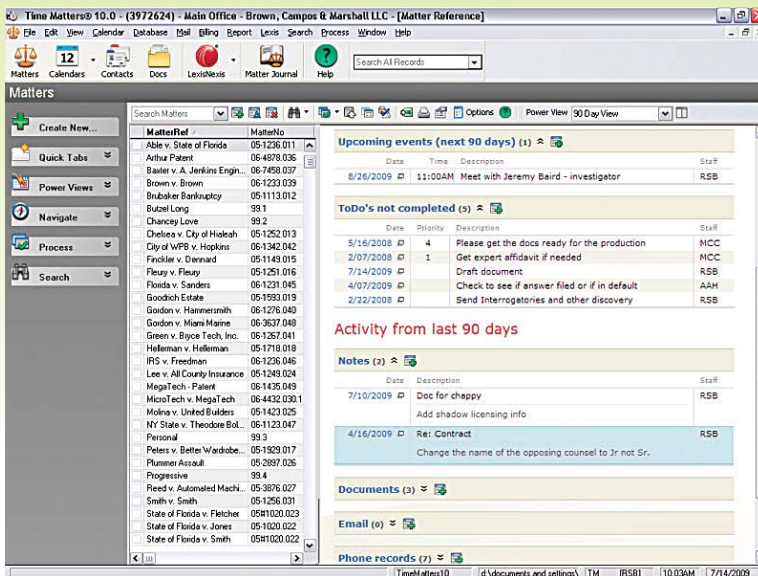 Time Matters® 10.0 - (3972624) - Main Office - Brown, Campos & Marshall LLC - [Matter Reference]
File Edit View Calendar Database Mail Billing Report Lexis Search Process Window Help
12
Matters Calendars Contacts Docs LexisNexis Matter Journal Help Search All Records
Matters
Search Matters Options Power View 90 Day View
Create New...
Quick Tabs
Power Views
Navigate
Process
Search
MatterRef MatterNo
Able v. State of Florida 05-1236.011
Arthur Patent 06-4878.036
Baxter v. A. Jenkins Engin... 06-7458.037
Brown v. Brown 06-1233.039
Brubaker Bankruptcy 05-1113.012
Butzel Long 99.1
Chancey Love 99.2
Chelsea v. City of Hialeah 05-1252.013
City of WPB v. Hopkins 06-1342.042
Finckler v. Dennard 05-1149.015
Fleury v. Fleury 05-1251.016
Florida v. Sanders 06-1231.045
Goodrich Estate 05-1593.019
Gordon v. Hammersmith 06-1276.040
Gordon v. Miami Marine 06-3637.048
Green v. Bryce Tech, Inc. 06-1267.041
Hellerman v. Hellerman 05-1718.018
IRS v. Freedman 06-1236.046
Lee v. All County Insurance 05-1249.024
MegaTech - Patent 06-1435.049
MicroTech v. MegaTech 06-4432.030.1
Molina v. United Builders 05-1423.025
NY State v. Theodore Bol... 06-1123.047
Personal 99.3
Peters v. Better Wardrobe... 05-1929.017
Plummer Assault 05-2897.026
Progressive 99.4
Reed v. Automated Machi... 05-3876.027
Smith v. Smith 05-1256.031
State of Florida v. Fletcher 05#1020.023
State of Florida v. Jones 05-1020.022
State of Florida v. Smith 05#1020.022
Upcoming events (next 90 days) (1)
Date Time Description Staff
8/26/2009 11:00AM Meet with Jeremy Baird - investigator RSB
ToDo's not completed (5)
Date Priority Description Staff
5/16/2008 4 Please get the docs ready for the production MCC
2/07/2008 1 Get expert affidavit if needed MCC
7/14/2009 Draft document RSB
4/07/2009 Check to see if answer filed or if in default AAH
2/22/2008 Send Interrogatories and other discovery RSB
Activity from last 90 days
Notes (2)
Date Description Staff
7/10/2009 Doc for chappy RSB
Add shadow licensing info
4/16/2009 Re: Contract RSB
Change the name of the opposing counsel to Jr not Sr.
Documents (3)
Email (0)
Phone records (7)
TimeMatters10 d:\documents and settings\ TM [RSB] 10:03AM 7/14/2009